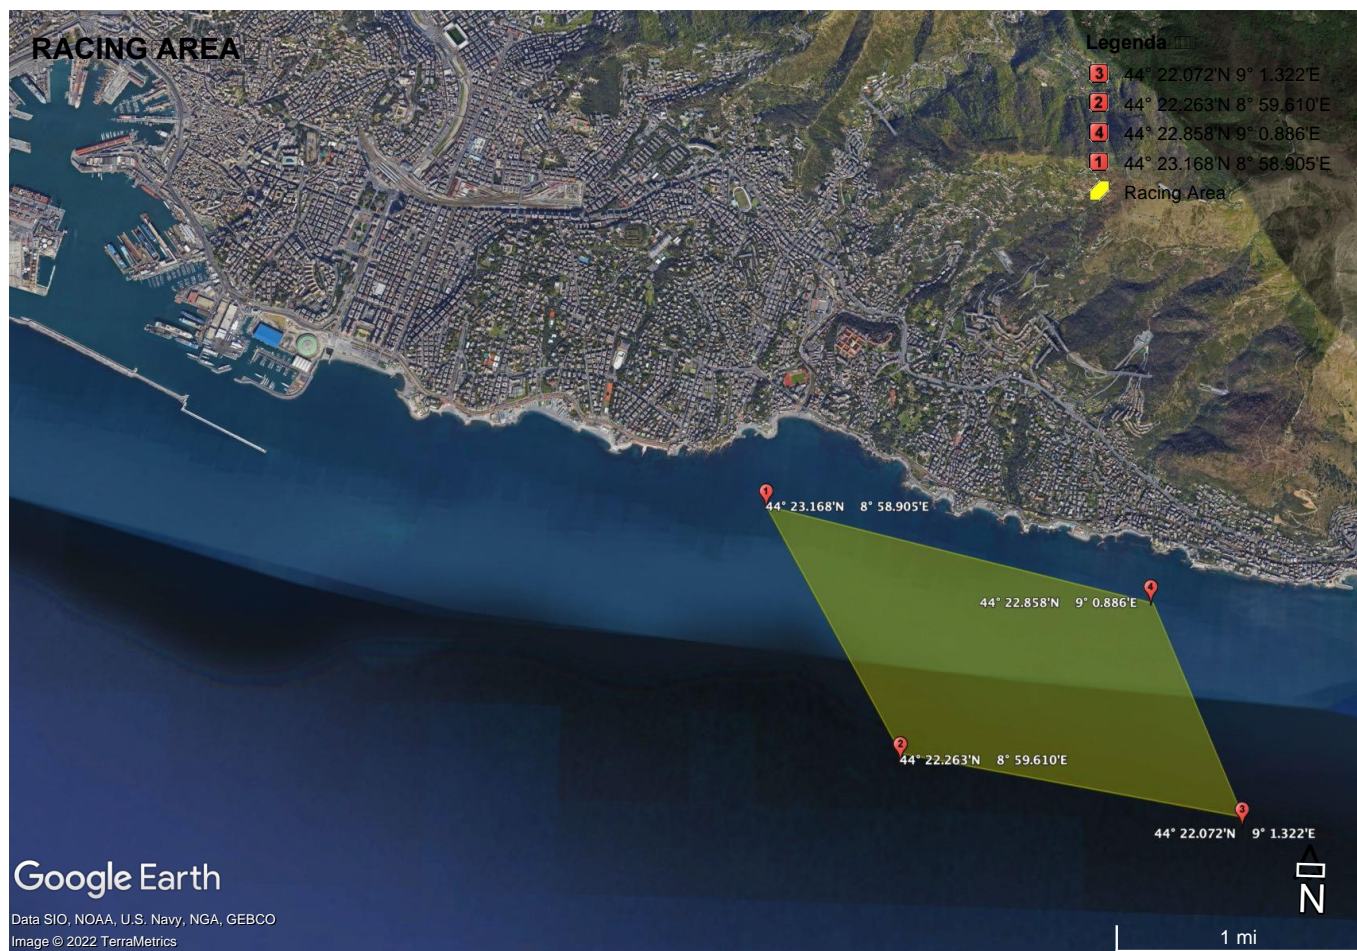 RACING AREA
Legenda
3 44° 22.072'N 9° 1.322'E
2 44° 22.263'N 8° 59.610'E
4 44° 22.858'N 9° 0.886'E
1 44° 23.168'N 8° 58.905'E
Racing Area
1
44° 23.168'N 8° 58.905'E
4
44° 22.858'N 9° 0.886'E
2
44° 22.263'N 8° 59.610'E
3
44° 22.072'N 9° 1.322'E
Google Earth
N
Data SIO, NOAA, U.S. Navy, NGA, GEBCO
Image © 2022 TerraMetrics
1 mi